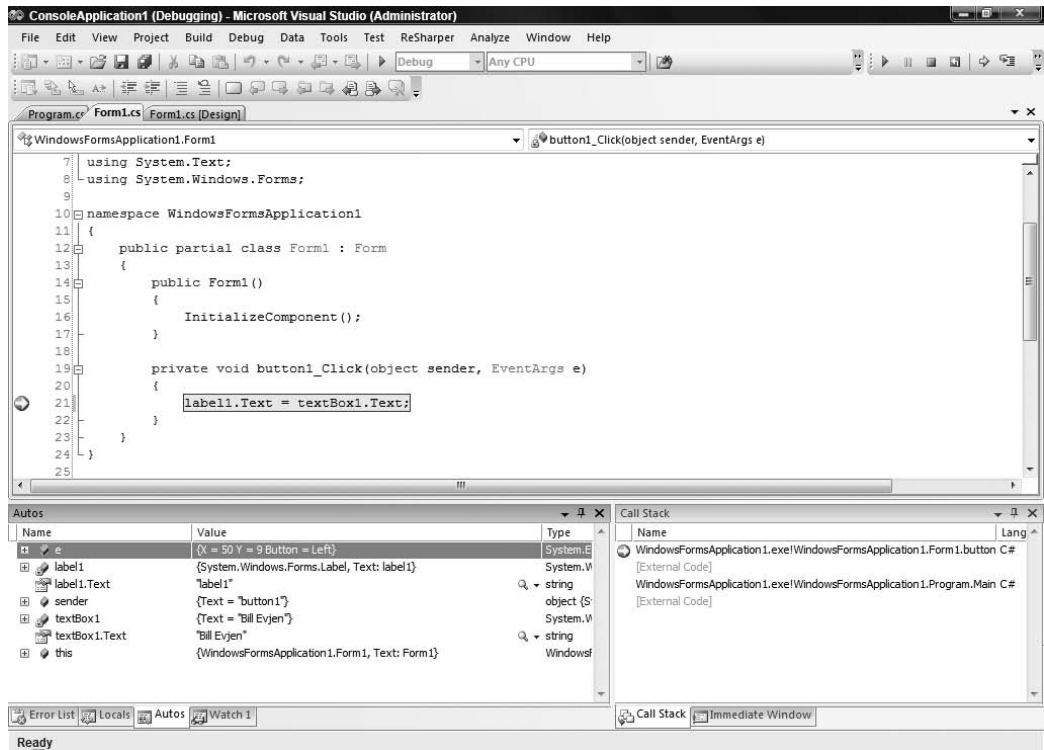 ConsoleApplication1 (Debugging) - Microsoft Visual Studio (Administrator)
File Edit View Project Build Debug Data Tools Test ReSharper Analyze Window Help
Debug Any CPU
Program.cs Form1.cs Form1.cs [Design]
WindowsFormsApplication1.Form1 button1_Click(object sender, EventArgs e)
7 using System.Text;
8 using System.Windows.Forms;
9
10 namespace WindowsFormsApplication1
11 {
12 public partial class Form1 : Form
13 {
14 public Form1()
15 {
16 InitializeComponent();
17 }
18
19 private void button1_Click(object sender, EventArgs e)
20 {
21 label1.Text = textBox1.Text;
22 }
23 }
24 }
25
Autos
Name Value Type
e {X = 50 Y = 9 Button = Left} System.E
label1 {System.Windows.Forms.Label, Text: label1} System.W
label1.Text "label1" string
sender {Text = "button1"} object {S
textBox1 {Text = "Bill Evjen"} System.W
textBox1.Text "Bill Evjen" string
this {WindowsFormsApplication1.Form1, Text: Form1} Windowsf
Error List Locals Autos Watch 1
Call Stack
Name Lang
WindowsFormsApplication1.exe!WindowsFormsApplication1.Form1.button C#
[External Code]
WindowsFormsApplication1.exe!WindowsFormsApplication1.Program.Main C#
[External Code]
Call Stack Immediate Window
Ready